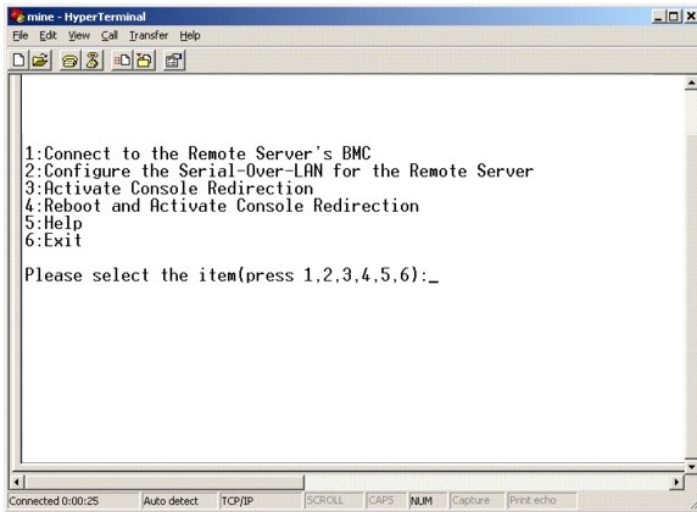 mine - HyperTerminal
File Edit View Call Transfer Help
1:Connect to the Remote Server's BMC
2:Configure the Serial-Over-LAN for the Remote Server
3:Activate Console Redirection
4:Reboot and Activate Console Redirection
5:Help
6:Exit
Please select the item(press 1,2,3,4,5,6):_
Connected 0:00:25 Auto detect TCP/IP SCROLL CAPS NUM Capture Print echo